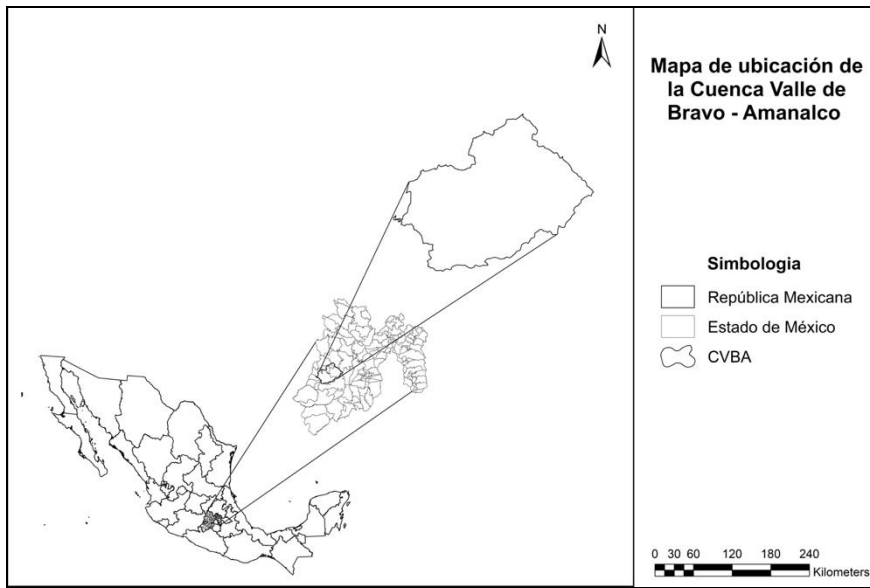 N
Mapa de ubicación de
la Cuenca Valle de
Bravo - Amanalco
Simbologia
República Mexicana
Estado de México
CVBA
0 30 60 120 180 240
Kilometers